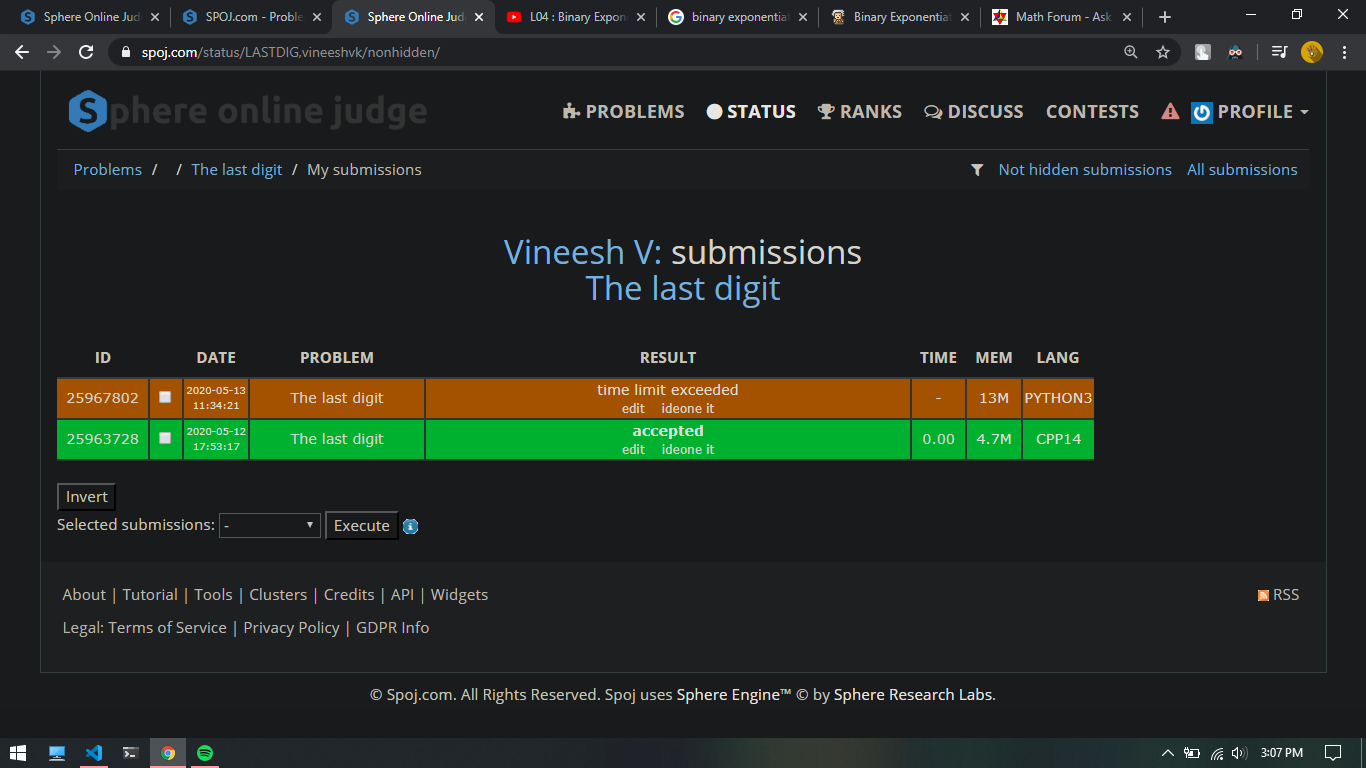 Sphere Online Jud
SPOJ.com - Proble
Sphere Online Jud
L04 : Binary Expon
binary exponentiat
Binary Exponentiat
Math Forum - Ask
spoj.com/status/LASTDIG,vineeshvk/nonhidden/
Sphere online judge
PROBLEMS STATUS RANKS DISCUSS CONTESTS PROFILE
Problems / / The last digit / My submissions
Not hidden submissions All submissions
Vineesh V: submissions
The last digit
ID DATE PROBLEM RESULT TIME MEM LANG
25967802 2020-05-13 11:34:21 The last digit time limit exceeded - 13M PYTHON3
edit ideone it
25963728 2020-05-12 17:53:17 The last digit accepted 0.00 4.7M CPP14
edit ideone it
Invert
Selected submissions: - Execute
About | Tutorial | Tools | Clusters | Credits | API | Widgets
RSS
Legal: Terms of Service | Privacy Policy | GDPR Info
© Spoj.com. All Rights Reserved. Spoj uses Sphere Engine™ © by Sphere Research Labs.
3:07 PM